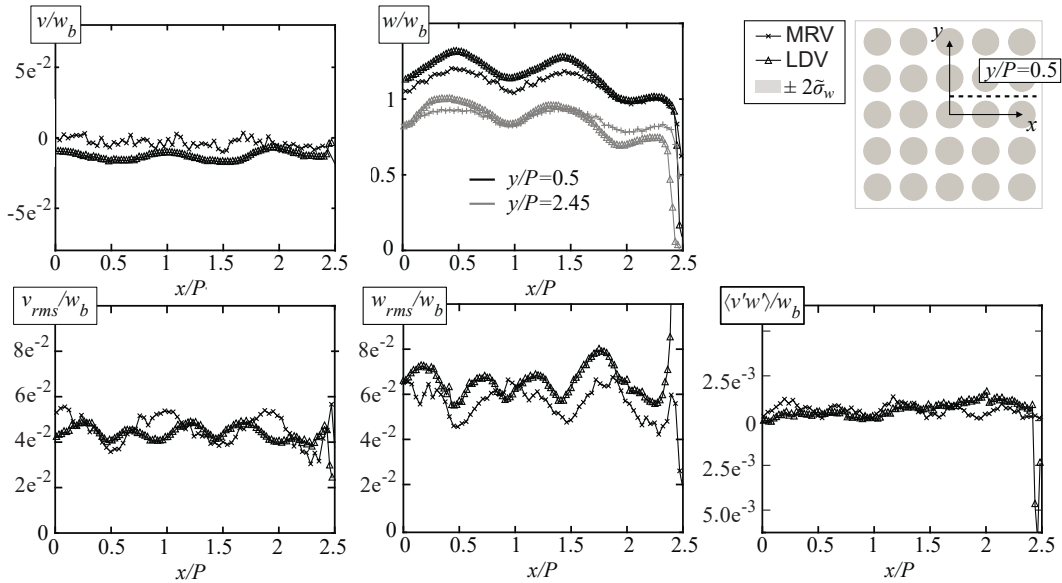 v/w_b
5e^-2
0
-5e^-2
0 0.5 1 1.5 2 2.5
x/P
w/w_b
1
0.5
0
y/P=0.5
y/P=2.45
0 0.5 1 1.5 2 2.5
x/P
MRV
LDV
± 2σ̃_w
y
y/P=0.5
x
v_rms/w_b
8e^-2
6e^-2
4e^-2
2e^-2
0
0 0.5 1 1.5 2 2.5
x/P
w_rms/w_b
8e^-2
6e^-2
4e^-2
2e^-2
0
0 0.5 1 1.5 2 2.5
x/P
⟨v'w'⟩/w_b
2.5e^-3
0
2.5e^-3
5.0e^-3
0 0.5 1 1.5 2 2.5
x/P